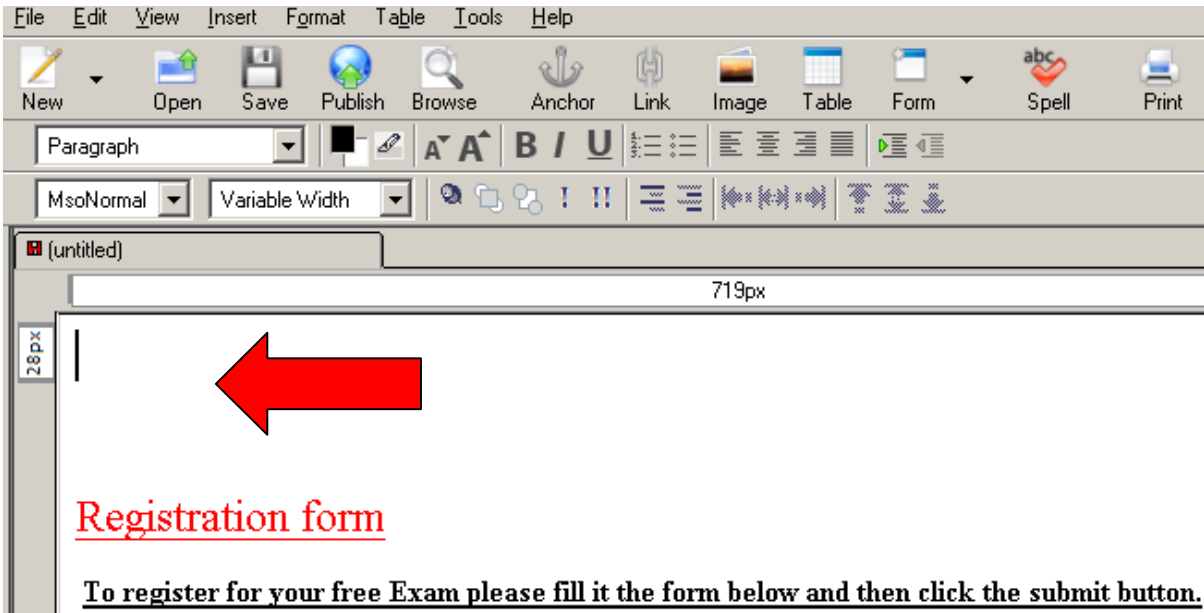 File Edit View Insert Format Table Tools Help
New Open Save Publish Browse Anchor Link Image Table Form Spell Print
Paragraph
MsoNormal Variable Width
(untitled)
719px
28px
Registration form
To register for your free Exam please fill it the form below and then click the submit button.